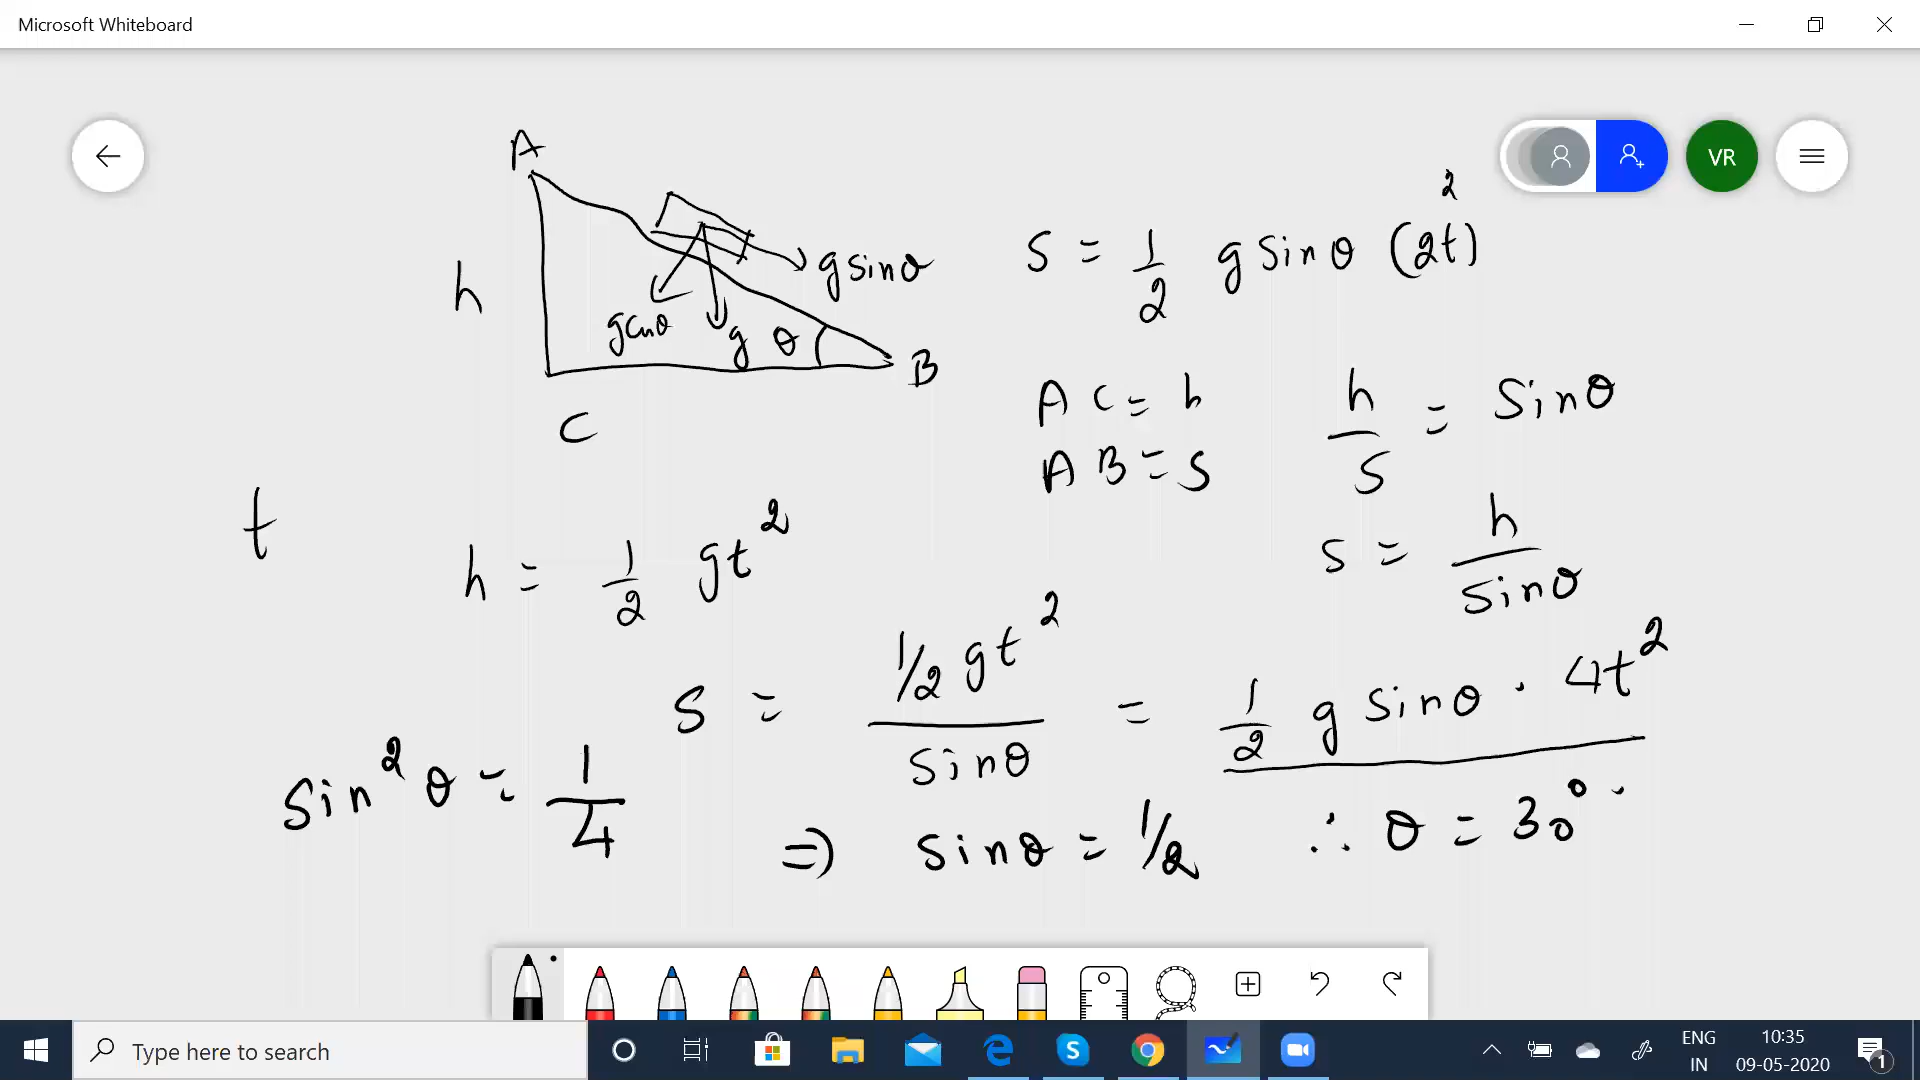 Microsoft Whiteboard
VR
A
h
g sinθ
g cosθ
g
θ
B
C
S = 1/2 g sinθ (2t)²
AC = h
h/S = sinθ
AB = S
t
h = 1/2 gt²
S = h/sinθ
S = 1/2 gt² / sinθ = 1/2 g sinθ · 4t²
sin²θ = 1/4
⇒ sinθ = 1/2 ∴ θ = 30°.
Type here to search
ENG
IN
10:35
09-05-2020
1